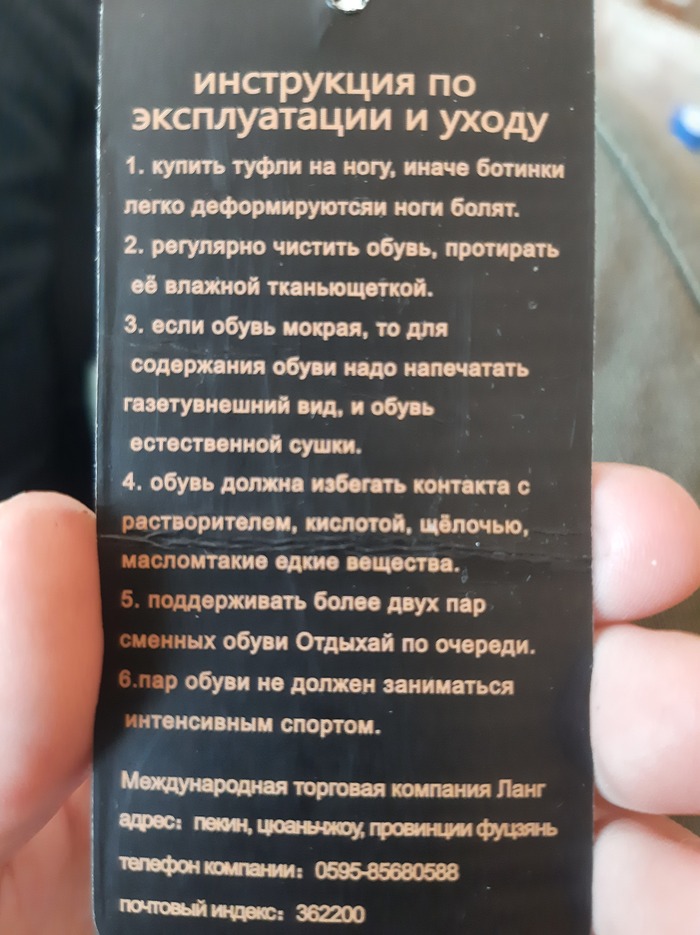 инструкция по
эксплуатации и уходу
1. купить туфли на ногу, иначе ботинки
легко деформируютсяи ноги болят.
2. регулярно чистить обувь, протирать
её влажной тканьющеткой.
3. если обувь мокрая, то для
содержания обуви надо напечатать
газетувнешний вид, и обувь
естественной сушки.
4. обувь должна избегать контакта с
растворителем, кислотой, щёлочью,
масломтакие едкие вещества.
5. поддерживать более двух пар
сменных обуви Отдыхай по очереди.
6.пар обуви не должен заниматься
интенсивным спортом.
Международная торговая компания Ланг
адрес: пекин, цюаньчжоу, провинции фуцзянь
телефон компании: 0595-85680588
почтовый индекс: 362200